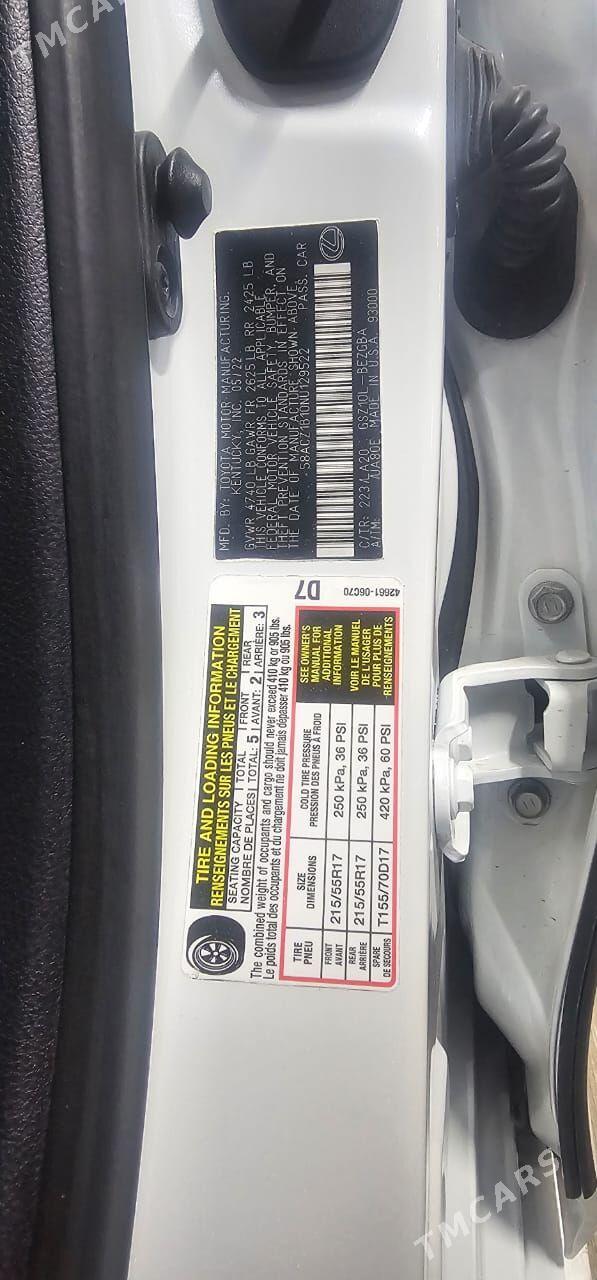 TMCARS
MFD. BY: TOYOTA MOTOR MANUFACTURING,
KENTUCKY, INC. 05/22
GVWR 4740 LB GAWR FR 2625 LB RR 2425 LB
THIS VEHICLE CONFORMS TO ALL APPLICABLE
FEDERAL MOTOR VEHICLE SAFETY, BUMPER, AND
THEFT PREVENTION STANDARDS IN EFFECT ON
THE DATE OF MANUFACTURE SHOWN ABOVE.
58ACZ1B10NU129522 PASS. CAR
C/TR: 223 / LA20 GSZ10L-BEZGBA
A/TM: /UA80E MADE IN U.S.A. 93000
TIRE AND LOADING INFORMATION
RENSEIGNEMENTS SUR LES PNEUS ET LE CHARGEMENT
SEATING CAPACITY TOTAL FRONT REAR
NOMBRE DE PLACES TOTAL: 5 AVANT: 2 ARRIÈRE: 3
The combined weight of occupants and cargo should never exceed 410 kg or 905 lbs.
Le poids total des occupants et du chargement ne doit jamais dépasser 410 kg ou 905 lbs.
TIRE SIZE COLD TIRE PRESSURE
PNEU DIMENSIONS PRESSION DES PNEUS À FROID
FRONT 215/55R17 250 kPa, 36 PSI
AVANT
REAR 215/55R17 250 kPa, 36 PSI
ARRIÈRE
SPARE T155/70D17 420 kPa, 60 PSI
DE SECOURS
SEE OWNER'S
MANUAL FOR
ADDITIONAL
INFORMATION
VOIR LE MANUEL
DE L'USAGER
POUR PLUS DE
RENSEIGNEMENTS
D7
42661-06C70
TMCARS